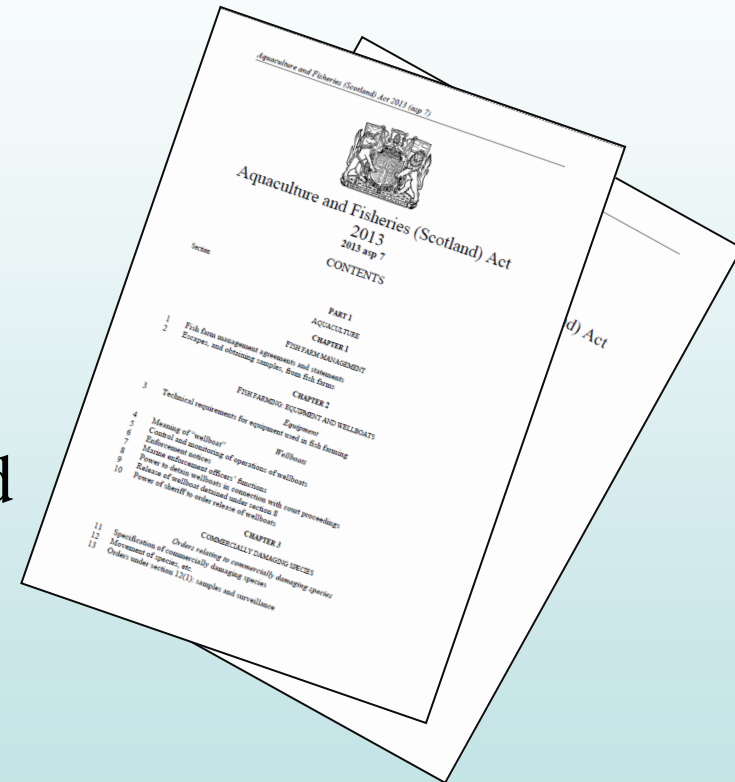 Aquaculture and Fisheries (Scotland) Act 2013 (asp 7)
Aquaculture and Fisheries (Scotland) Act
2013
2013 asp 7
CONTENTS
Section
PART 1
AQUACULTURE
CHAPTER 1
FISH FARM MANAGEMENT
1 Fish farm management agreements and statements
2 Escapes, and obtaining samples, from fish farms
CHAPTER 2
FISH FARMING: EQUIPMENT AND WELLBOATS
Equipment
3 Technical requirements for equipment used in fish farming
Wellboats
4 Meaning of "wellboat"
5 Control and monitoring of operations of wellboats
6 Enforcement notices
7 Marine enforcement officers' functions
8 Power to detain wellboats in connection with court proceedings
9 Release of wellboat detained under section 8
10 Power of sheriff to order release of wellboats
CHAPTER 3
COMMERCIALLY DAMAGING SPECIES
Orders relating to commercially damaging species
11 Specification of commercially damaging species
12 Movement of species, etc.
13 Orders under section 12(1): samples and surveillance
d) Act
d